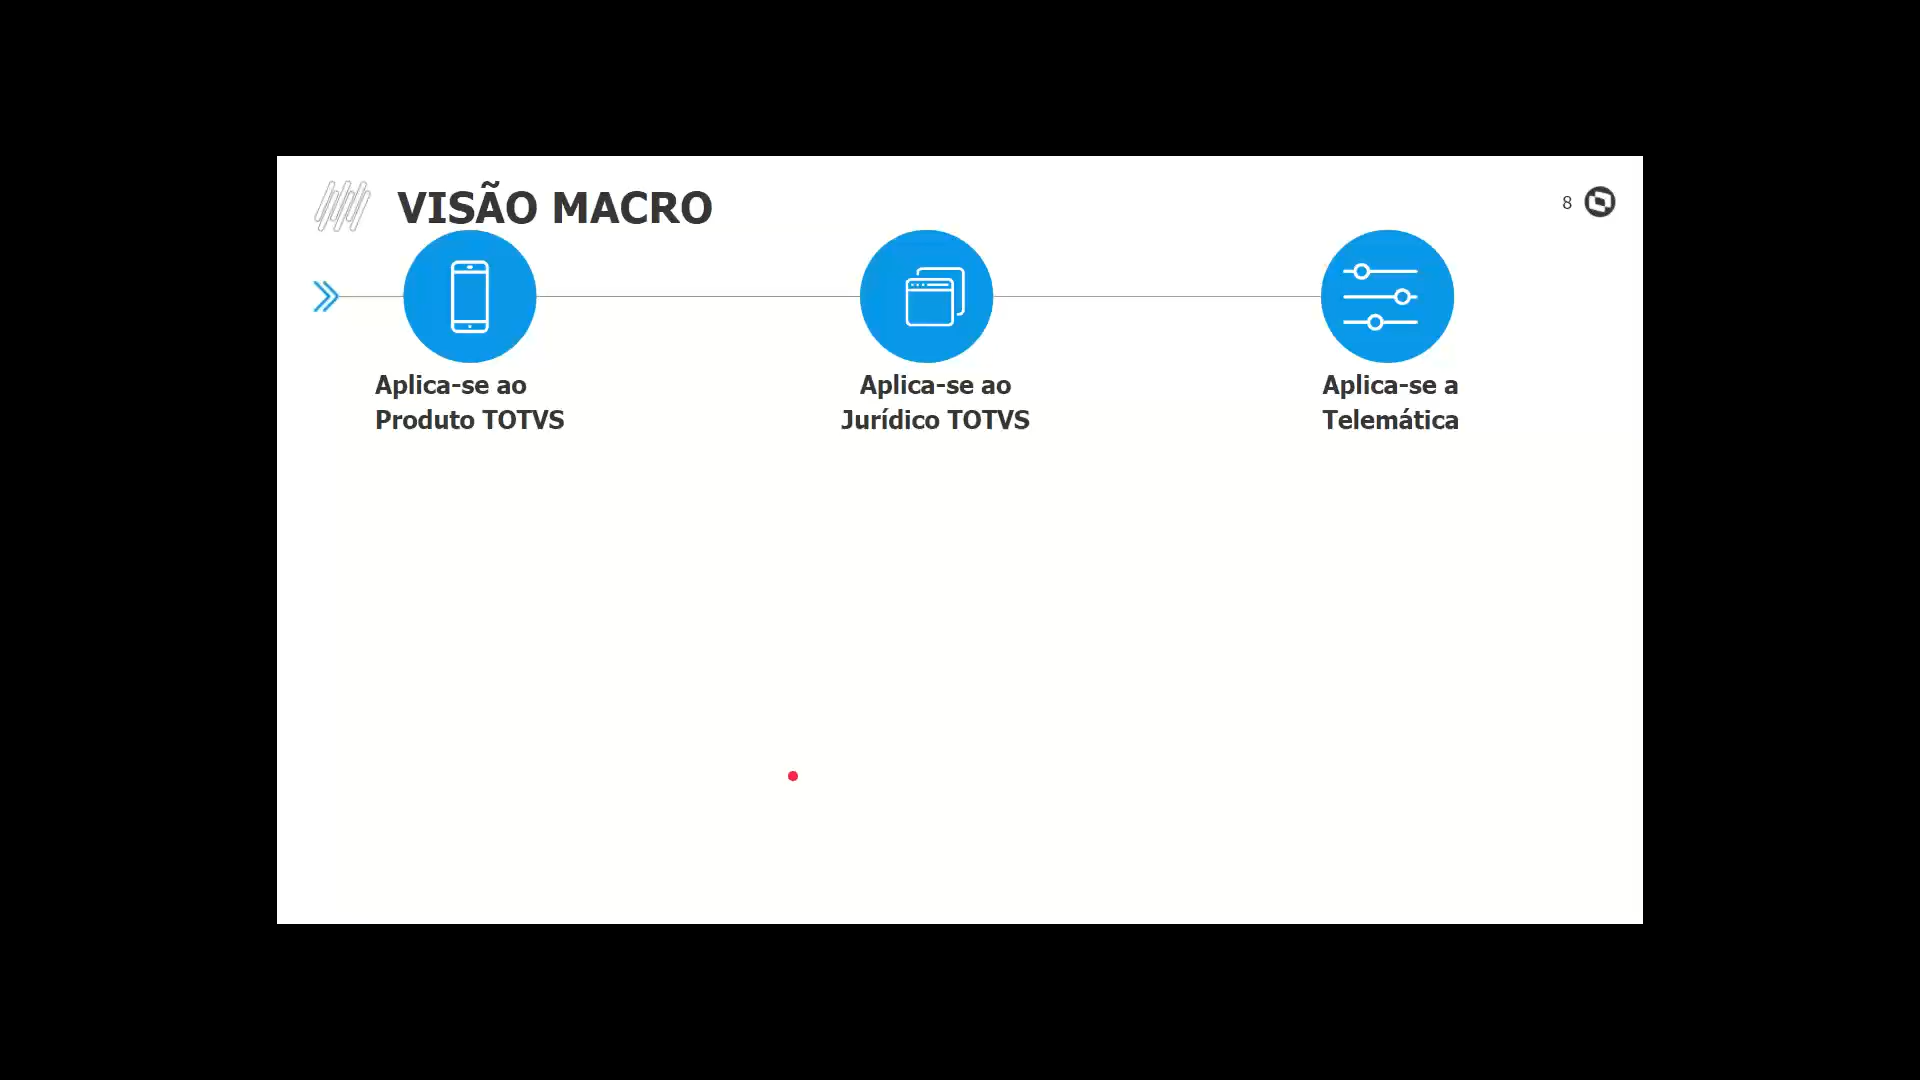 VISÃO MACRO
8
Aplica-se ao
Produto TOTVS
Aplica-se ao
Jurídico TOTVS
Aplica-se a
Telemática